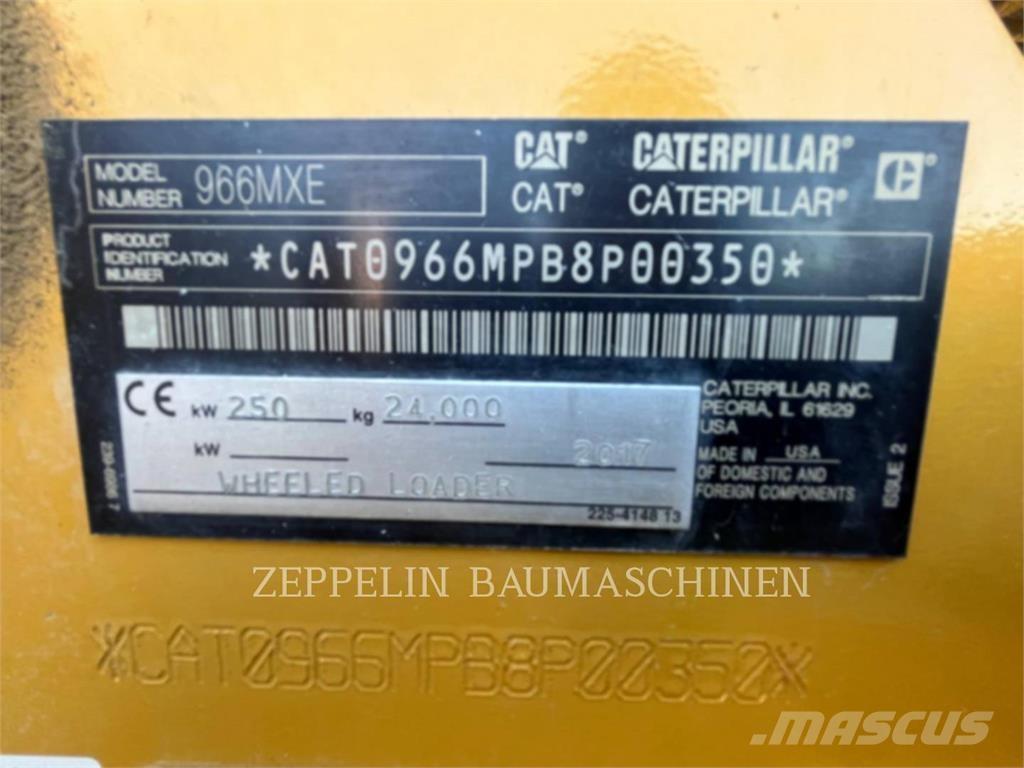 MODEL NUMBER 966MXE
CAT® CATERPILLAR®
CAT® CATERPILLAR®
PRODUCT IDENTIFICATION NUMBER *CAT0966MPB8P00350*
CE kW 250 kg 24,000
kW 2017
WHEELED LOADER
225-4148 13
CATERPILLAR INC.
PEORIA, IL 61629
USA
MADE IN USA
OF DOMESTIC AND
FOREIGN COMPONENTS
ISSUE 2
ZEPPELIN BAUMASCHINEN
*CAT0966MPB8P00350*
MASCUS